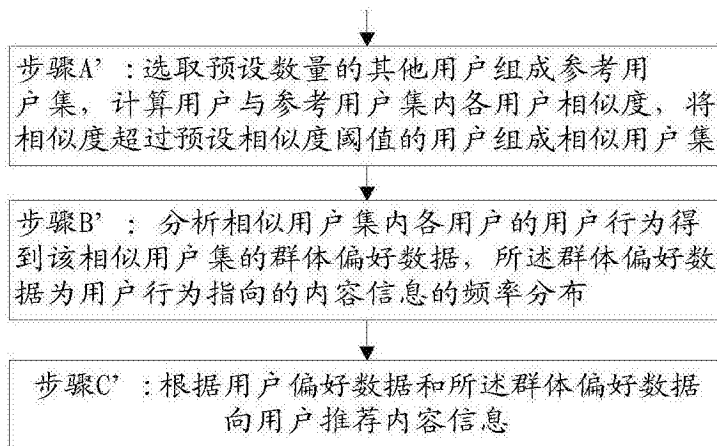 步骤A’:选取预设数量的其他用户组成参考用
户集，计算用户与参考用户集内各用户相似度，将
相似度超过预设相似度阈值的用户组成相似用户集
步骤B’: 分析相似用户集内各用户的用户行为得
到该相似用户集的群体偏好数据，所述群体偏好数
据为用户行为指向的内容信息的频率分布
步骤C’:根据用户偏好数据和所述群体偏好数据
向用户推荐内容信息